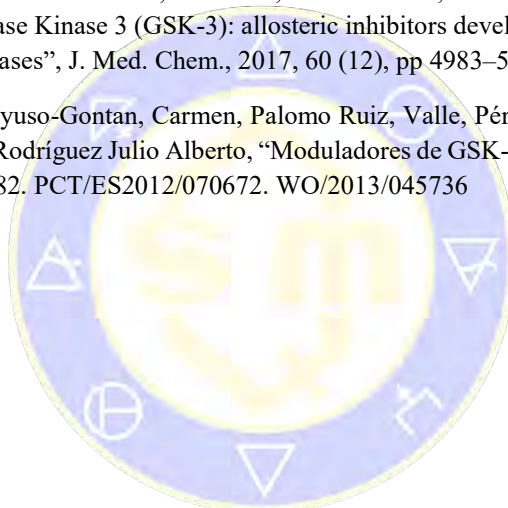 ase Kinase 3 (GSK-3): allosteric inhibitors devel
ases”, J. Med. Chem., 2017, 60 (12), pp 4983–5
yuso-Gontan, Carmen, Palomo Ruiz, Valle, Pér
Rodríguez Julio Alberto, “Moduladores de GSK-
82. PCT/ES2012/070672. WO/2013/045736